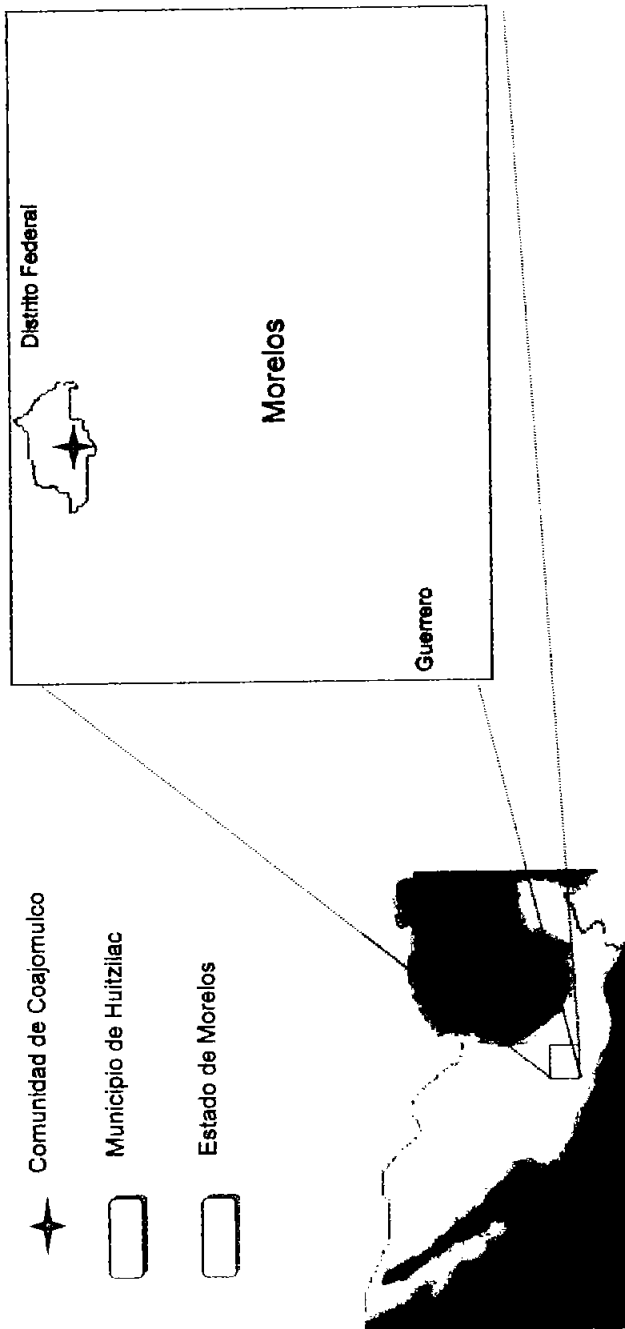 Comunidad de Coajomulco
Municipio de Huitzilac
Estado de Morelos
Distrito Federal
Morelos
Guerrero